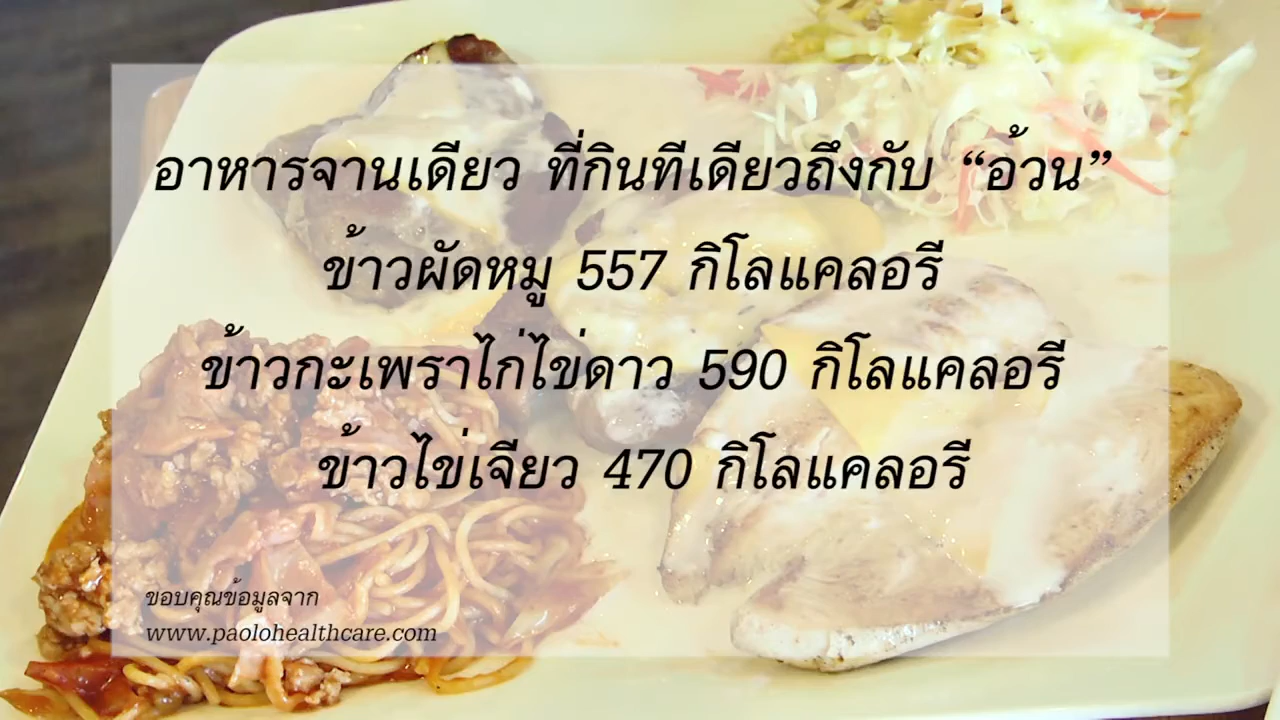 อาหารจานเดียว ที่กินทีเดียวถึงกับ “อ้วน”
ข้าวผัดหมู 557 กิโลแคลอรี
ข้าวกะเพราไก่ไข่ดาว 590 กิโลแคลอรี
ข้าวไข่เจียว 470 กิโลแคลอรี
ขอบคุณข้อมูลจาก
www.paolohealthcare.com